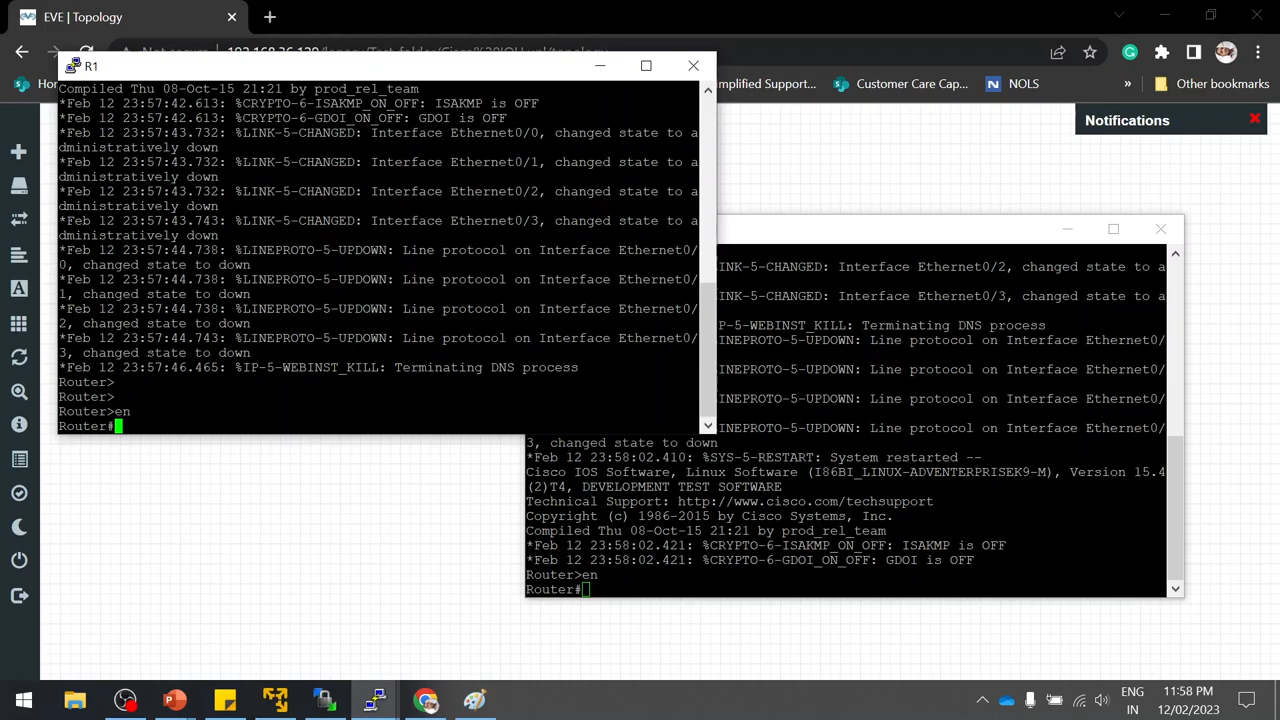 EVE | Topology
Not secure
Hom
mplified Support...
Customer Care Cap...
NOLS
»
Other bookmarks
R1
Compiled Thu 08-Oct-15 21:21 by prod_rel_team
*Feb 12 23:57:42.613: %CRYPTO-6-ISAKMP_ON_OFF: ISAKMP is OFF
*Feb 12 23:57:42.613: %CRYPTO-6-GDOI_ON_OFF: GDOI is OFF
*Feb 12 23:57:43.732: %LINK-5-CHANGED: Interface Ethernet0/0, changed state to a
dministratively down
*Feb 12 23:57:43.732: %LINK-5-CHANGED: Interface Ethernet0/1, changed state to a
dministratively down
*Feb 12 23:57:43.732: %LINK-5-CHANGED: Interface Ethernet0/2, changed state to a
dministratively down
*Feb 12 23:57:43.743: %LINK-5-CHANGED: Interface Ethernet0/3, changed state to a
dministratively down
*Feb 12 23:57:44.738: %LINEPROTO-5-UPDOWN: Line protocol on Interface Ethernet0/
0, changed state to down
*Feb 12 23:57:44.738: %LINEPROTO-5-UPDOWN: Line protocol on Interface Ethernet0/
1, changed state to down
*Feb 12 23:57:44.738: %LINEPROTO-5-UPDOWN: Line protocol on Interface Ethernet0/
2, changed state to down
*Feb 12 23:57:44.743: %LINEPROTO-5-UPDOWN: Line protocol on Interface Ethernet0/
3, changed state to down
*Feb 12 23:57:46.465: %IP-5-WEBINST_KILL: Terminating DNS process
Router>
Router>
Router>en
Router#
Notifications
INK-5-CHANGED: Interface Ethernet0/2, changed state to a
INK-5-CHANGED: Interface Ethernet0/3, changed state to a
P-5-WEBINST_KILL: Terminating DNS process
INEPROTO-5-UPDOWN: Line protocol on Interface Ethernet0/
INEPROTO-5-UPDOWN: Line protocol on Interface Ethernet0/
INEPROTO-5-UPDOWN: Line protocol on Interface Ethernet0/
INEPROTO-5-UPDOWN: Line protocol on Interface Ethernet0/
3, changed state to down
*Feb 12 23:58:02.410: %SYS-5-RESTART: System restarted --
Cisco IOS Software, Linux Software (I86BI_LINUX-ADVENTERPRISEK9-M), Version 15.4
(2)T4, DEVELOPMENT TEST SOFTWARE
Technical Support: http://www.cisco.com/techsupport
Copyright (c) 1986-2015 by Cisco Systems, Inc.
Compiled Thu 08-Oct-15 21:21 by prod_rel_team
*Feb 12 23:58:02.421: %CRYPTO-6-ISAKMP_ON_OFF: ISAKMP is OFF
*Feb 12 23:58:02.421: %CRYPTO-6-GDOI_ON_OFF: GDOI is OFF
Router>en
Router#
ENG
IN
11:58 PM
12/02/2023